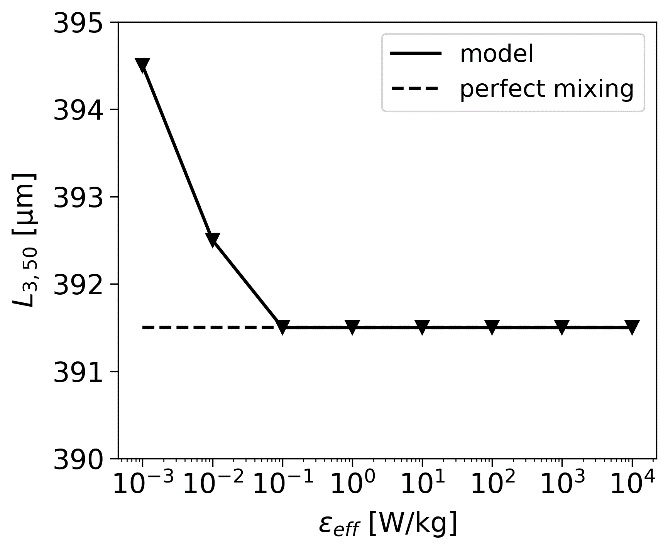 395
394
393
392
391
390
L₃,₅₀ [μm]
model
perfect mixing
10⁻³ 10⁻² 10⁻¹ 10⁰ 10¹ 10² 10³ 10⁴
εeff [W/kg]